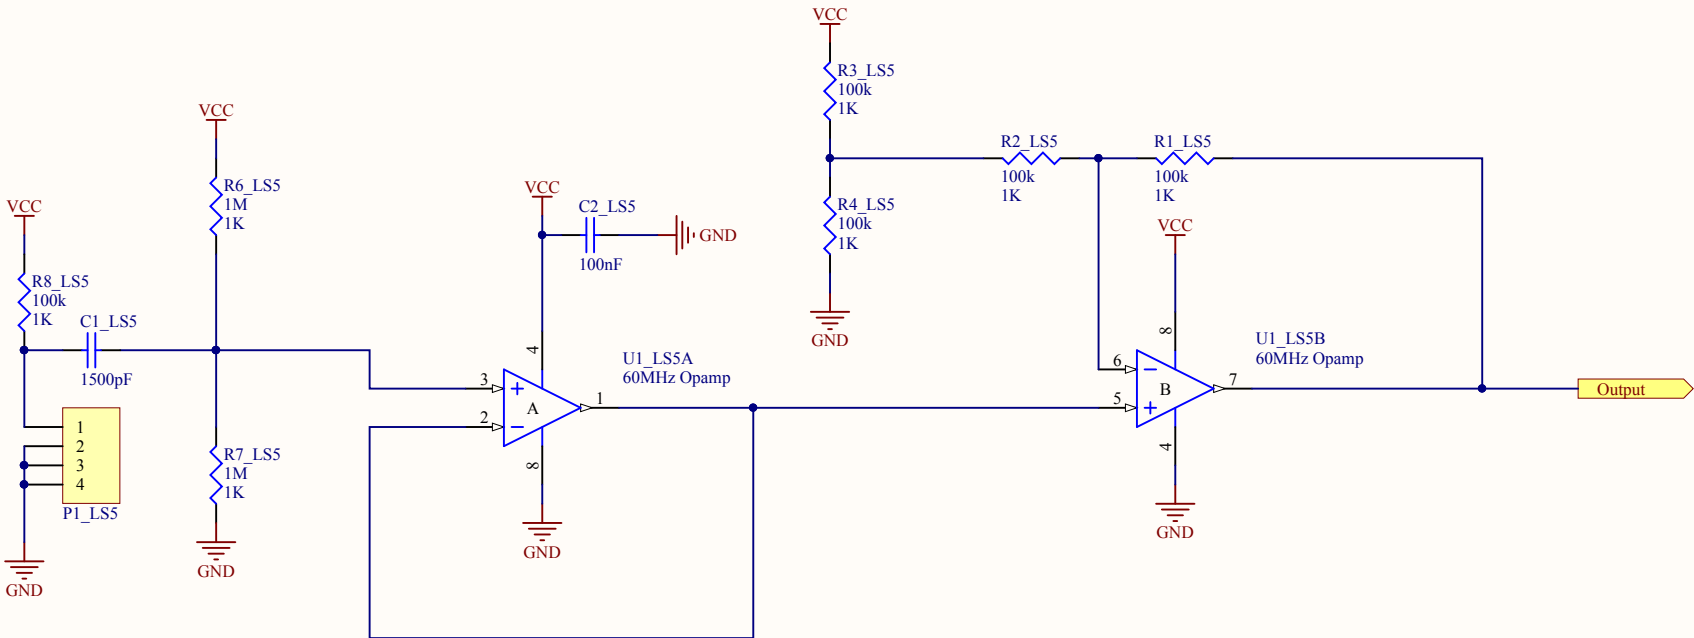 VCC
R8_LS5
100k
1K
C1_LS5
1500pF
1
2
3
4
P1_LS5
GND
VCC
R6_LS5
1M
1K
R7_LS5
1M
1K
GND
VCC
C2_LS5
100nF
GND
4
3
2
A
1
8
U1_LS5A
60MHz Opamp
GND
VCC
R3_LS5
100k
1K
R4_LS5
100k
1K
GND
R2_LS5
100k
1K
R1_LS5
100k
1K
VCC
8
6
5
B
7
4
U1_LS5B
60MHz Opamp
GND
Output